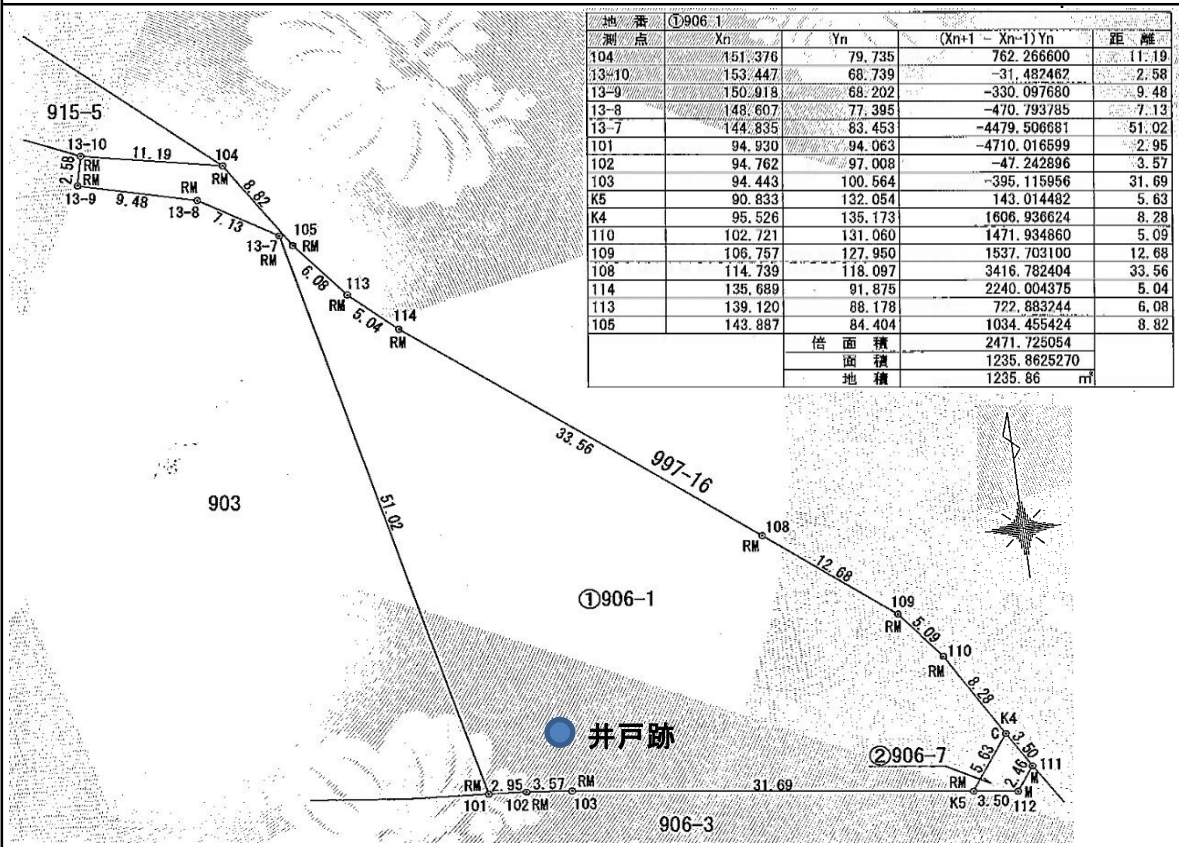 地 番 ①906-1
測 点 Xn Yn (Xn+1 - Xn-1)Yn 距 離
104 151.376 79.735 762.266600 11.19
13-10 153.447 68.739 -31.482462 2.58
13-9 150.918 68.202 -330.097680 9.48
13-8 148.607 77.395 -470.793785 7.13
13-7 144.835 83.453 -4479.506681 51.02
101 94.930 94.063 -4710.016599 2.95
102 94.762 97.008 -47.242896 3.57
103 94.443 100.564 -395.115956 31.69
K5 90.833 132.054 143.014482 5.63
K4 95.526 135.173 1606.936624 8.28
110 102.721 131.060 1471.934860 5.09
109 106.757 127.950 1537.703100 12.68
108 114.739 118.097 3416.782404 33.56
114 135.689 91.875 2240.004375 5.04
113 139.120 88.178 722.883244 6.08
105 143.887 84.404 1034.455424 8.82
倍 面 積 2471.725054
面 積 1235.8625270
地 積 1235.86 ㎡
915-5
13-10
11.19
104
RM
RM
2.58
RM
13-9
9.48
RM
13-8
8.82
7.13
105
13-7
RM
RM
6.08
113
RM
5.04
114
RM
33.56
997-16
903
51.02
108
RM
12.68
①906-1
109
RM
5.09
110
RM
8.28
K4
C
3.50
111
M
井戸跡
②906-7
5.63
2.46
RM
2.95
3.57
RM
31.69
RM
101
102
RM
103
K5
3.50
M
112
906-3